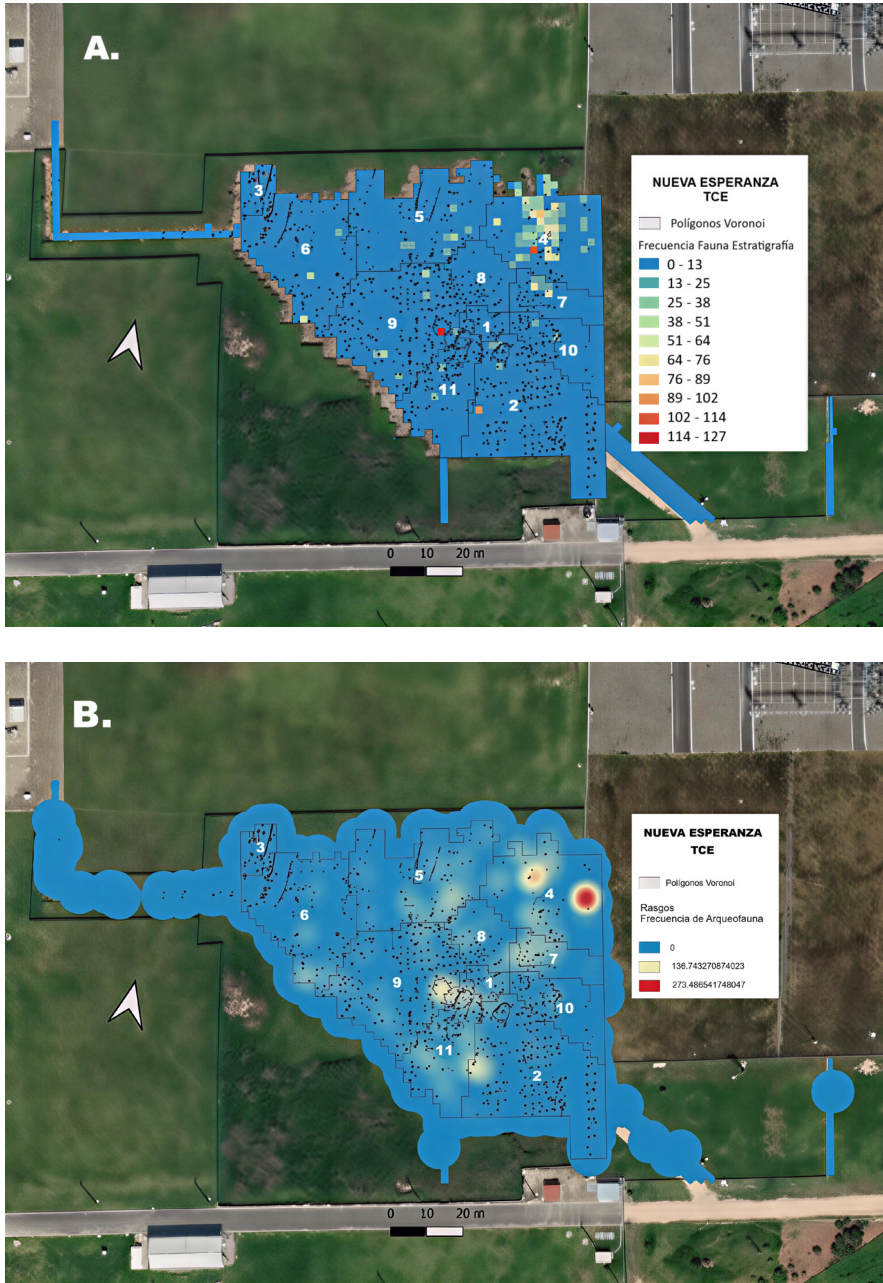 A.
NUEVA ESPERANZA
TCE
Polígonos Voronoi
Frecuencia Fauna Estratigrafía
0 - 13
13 - 25
25 - 38
38 - 51
51 - 64
64 - 76
76 - 89
89 - 102
102 - 114
114 - 127
3
5
4
6
8
7
9
1
10
11
2
0 10 20 m
B.
NUEVA ESPERANZA
TCE
Polígonos Voronoi
Rasgos
Frecuencia de Arqueofauna
0
136.743270874023
273.486541748047
3
5
4
6
8
7
9
1
10
11
2
0 10 20 m